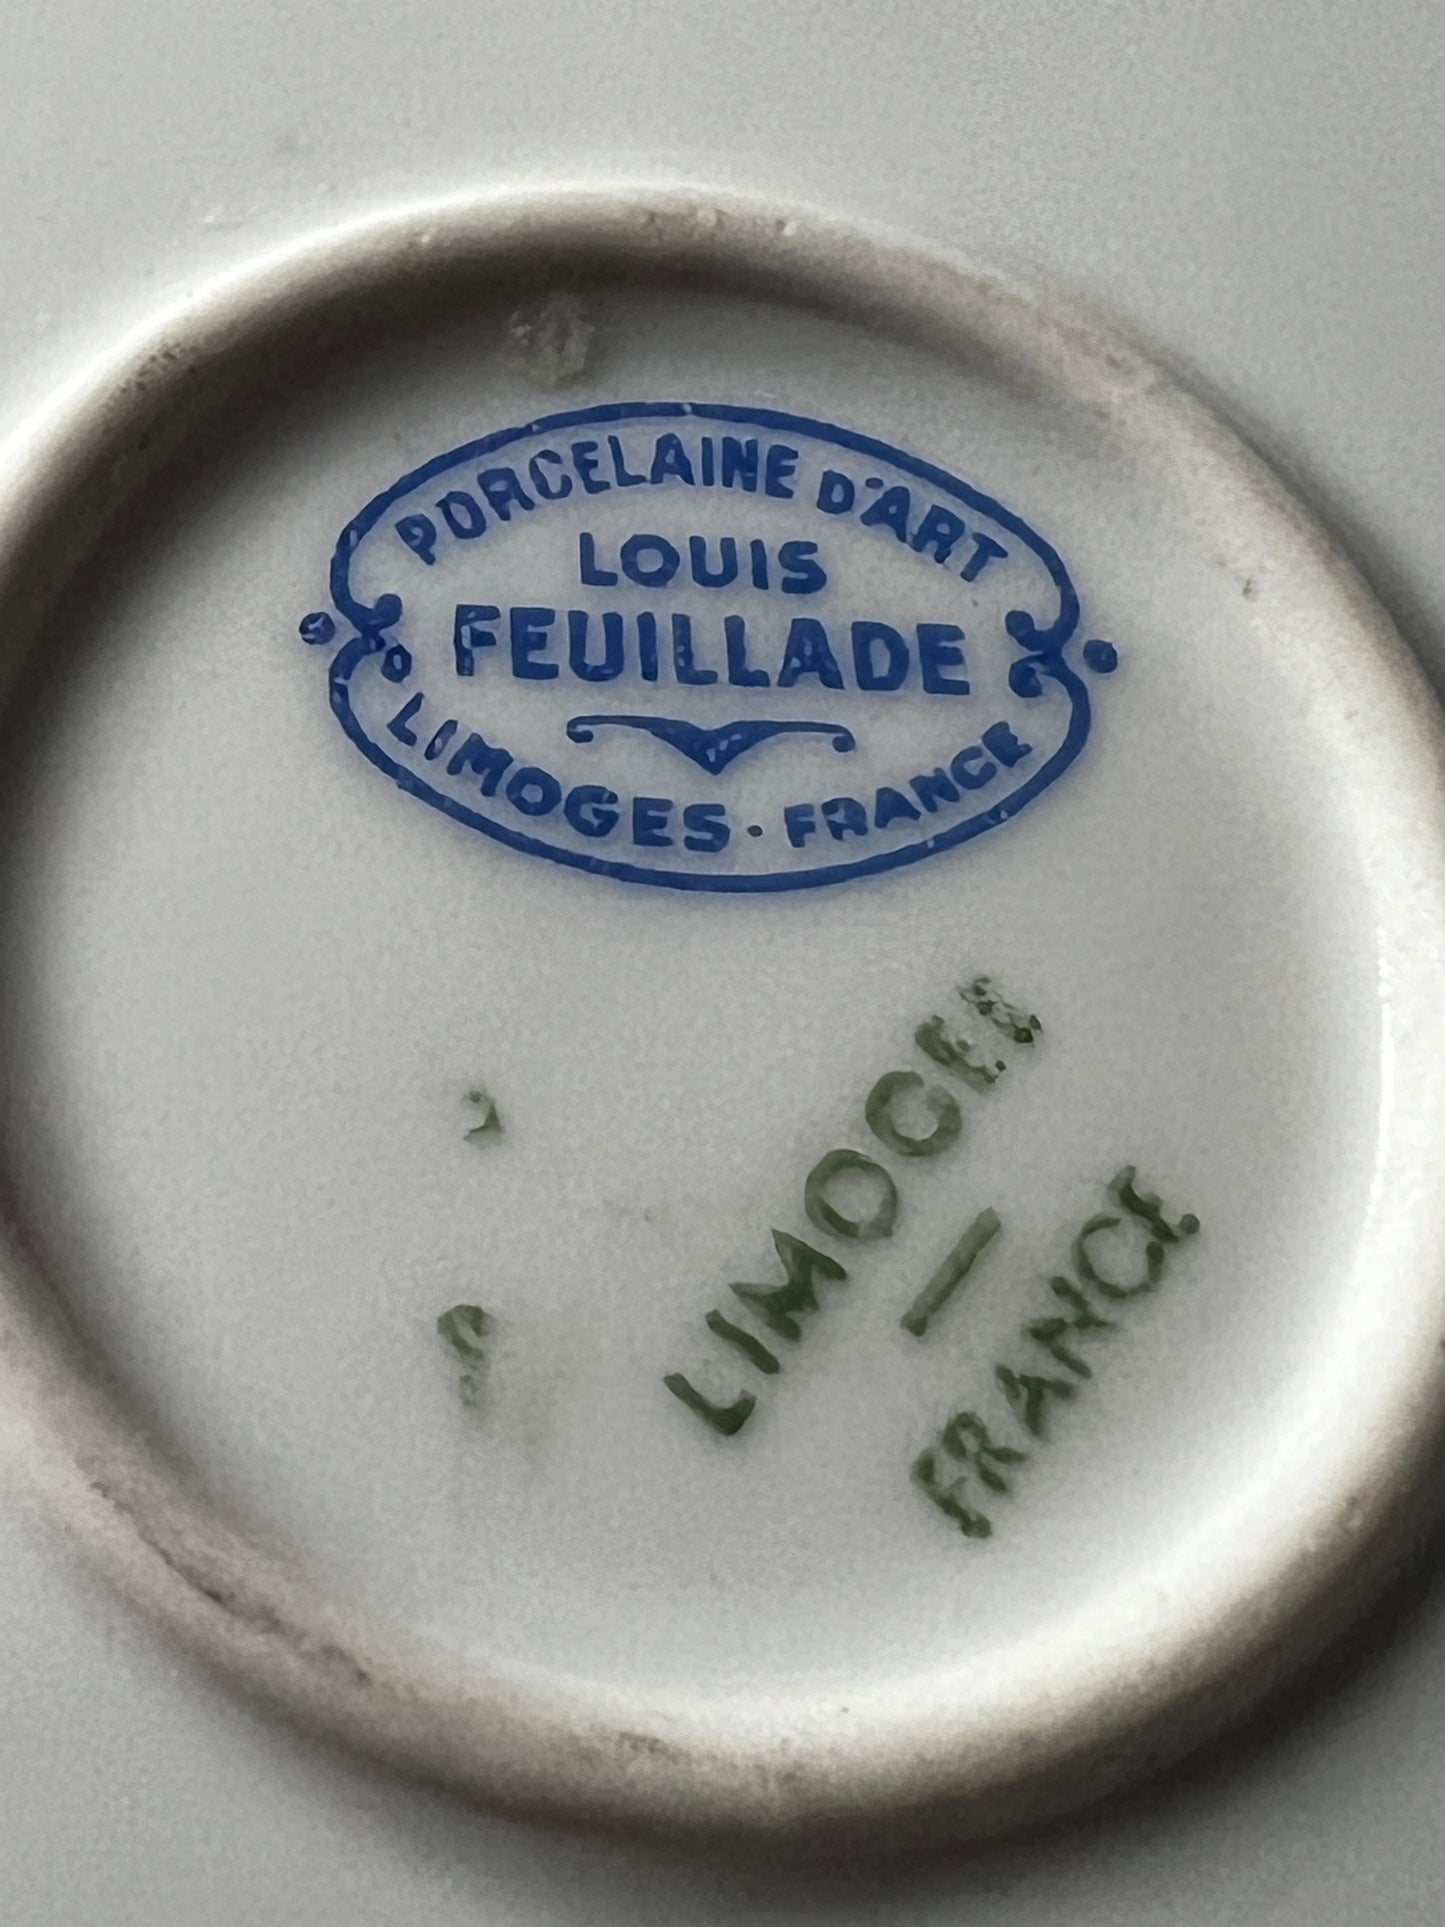 PORCELAINE D'ART
LOUIS
FEUILLADE
LIMOGES · FRANCE
LIMOGES
FRANCE